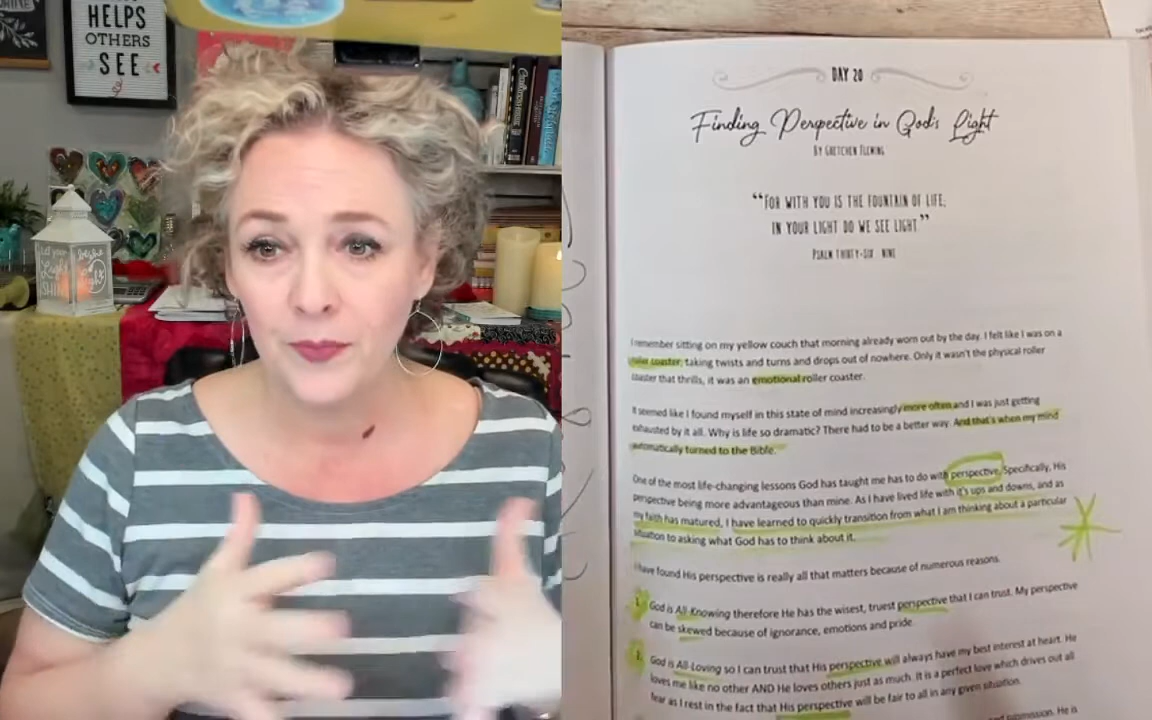 HELPS
OTHERS
SEE
Let your
Light
SHINE
DAY 20
Finding Perspective in God's Light
BY GRETCHEN FLEMING
“FOR WITH YOU IS THE FOUNTAIN OF LIFE;
IN YOUR LIGHT DO WE SEE LIGHT”
PSALM THIRTY-SIX NINE
I remember sitting on my yellow couch that morning already worn out by the day. I felt like I was on a
roller coaster, taking twists and turns and drops out of nowhere. Only it wasn't the physical roller
coaster that thrills, it was an emotional roller coaster.
It seemed like I found myself in this state of mind increasingly more often and I was just getting
exhausted by it all. Why is life so dramatic? There had to be a better way. And that's when my mind
automatically turned to the Bible.
One of the most life-changing lessons God has taught me has to do with perspective. Specifically, His
perspective being more advantageous than mine. As I have lived life with it's ups and downs, and as
my faith has matured, I have learned to quickly transition from what I am thinking about a particular
situation to asking what God has to think about it.
I have found His perspective is really all that matters because of numerous reasons.
1. God is All-Knowing therefore He has the wisest, truest perspective that I can trust. My perspective
can be skewed because of ignorance, emotions and pride.
2. God is All-Loving so I can trust that His perspective will always have my best interest at heart. He
loves me like no other AND He loves others just as much. It is a perfect love which drives out all
fear as I rest in the fact that His perspective will be fair to all in any given situation.
He is